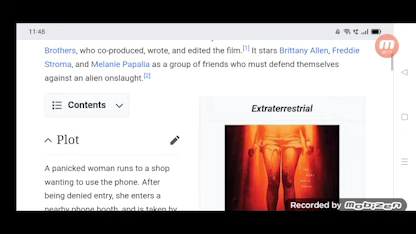 11:48
Brothers, who co-produced, wrote, and edited the film.[1] It stars Brittany Allen, Freddie
Stroma, and Melanie Papalia as a group of friends who must defend themselves
against an alien onslaught.[2]
Contents
Extraterrestrial
Plot
A panicked woman runs to a shop
wanting to use the phone. After
being denied entry, she enters a
nearby phone booth, and is taken by
Recorded by
mobizen